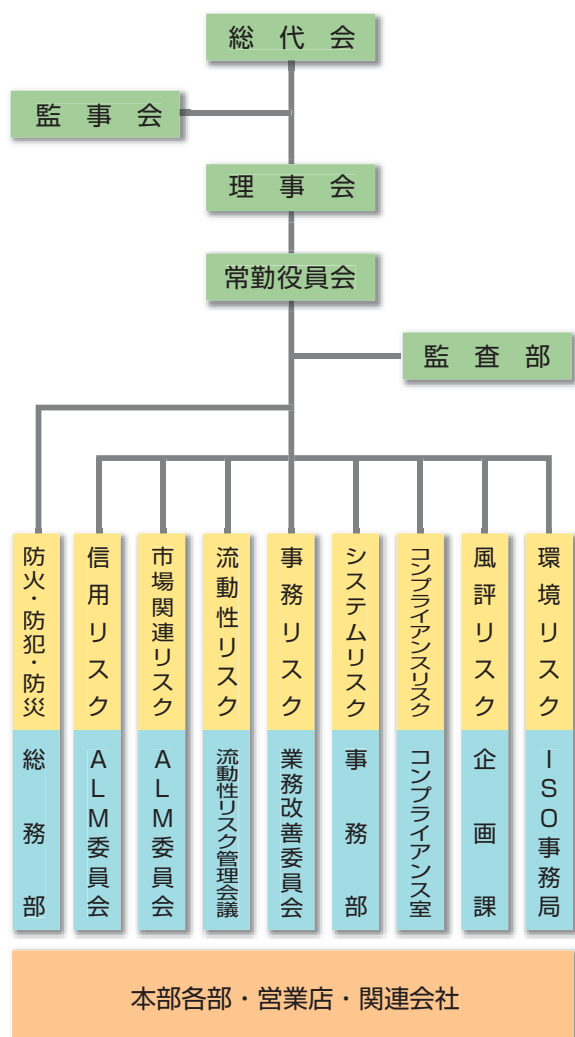 総代会
監事会
理事会
常勤役員会
監査部
防火・防犯・防災
信用リスク
市場関連リスク
流動性リスク
事務リスク
システムリスク
コンプライアンスリスク
風評リスク
環境リスク
総務部
ALM委員会
ALM委員会
流動性リスク管理会議
業務改善委員会
事務部
コンプライアンス室
企画課
ISO事務局
本部各部・営業店・関連会社